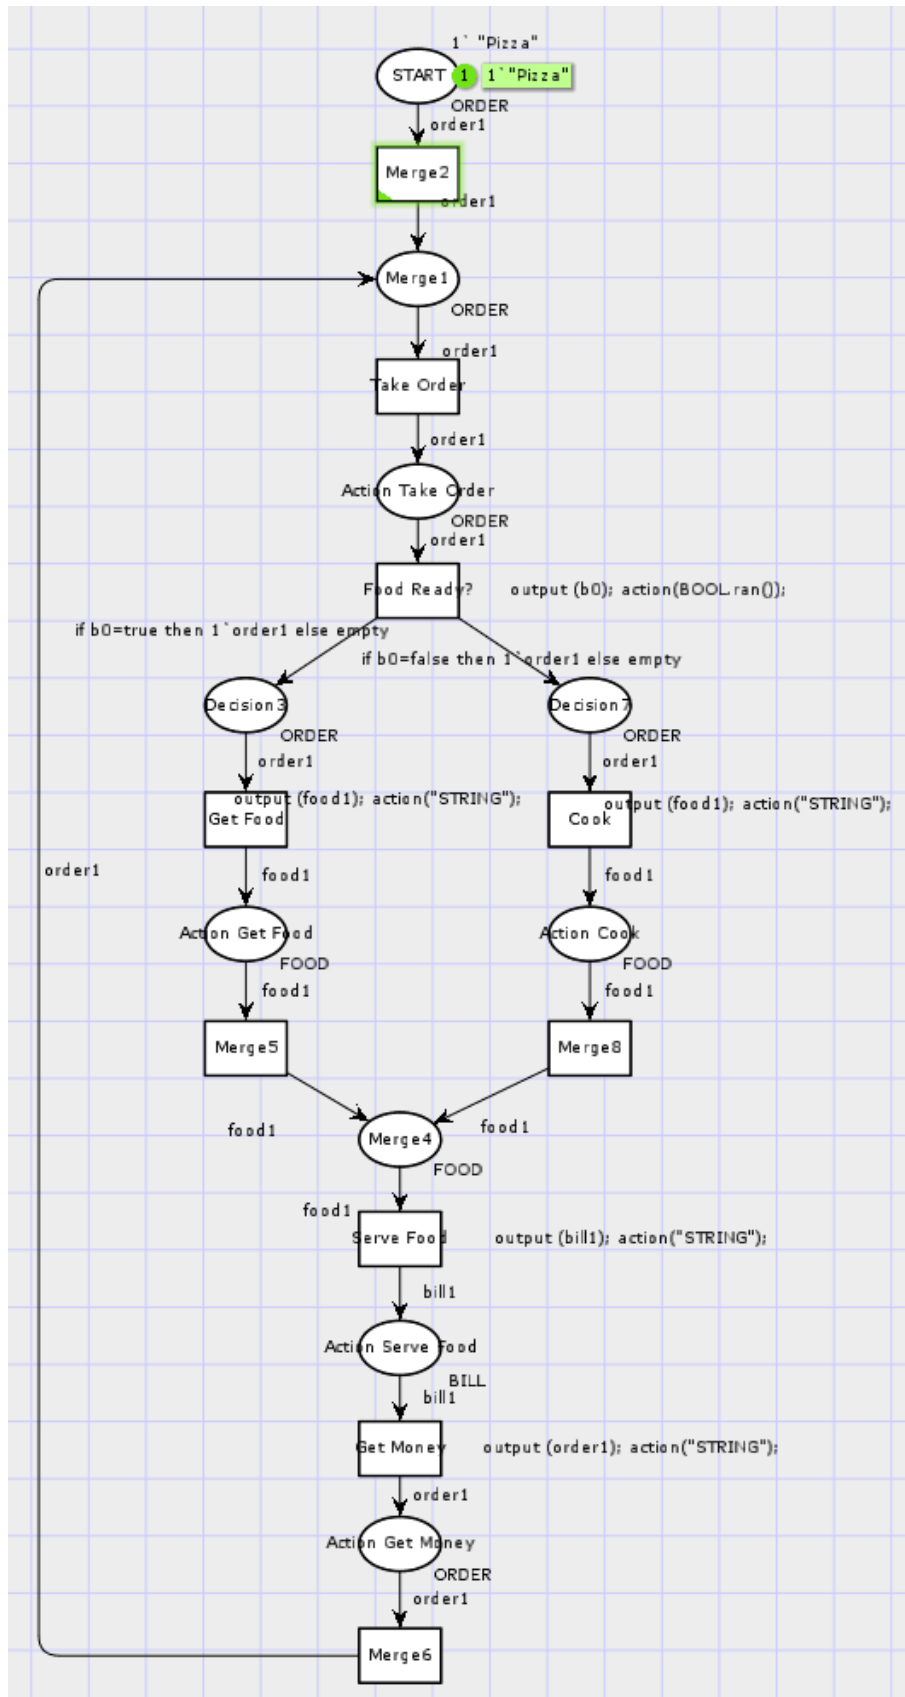 1` "Pizza"
START
1
1`"Pizza"
ORDER
order1
Merge2
order1
Merge1
ORDER
order1
Take Order
order1
Action Take Order
ORDER
order1
Food Ready?
output (b0); action(BOOL.ran());
if b0=true then 1`order1 else empty
if b0=false then 1`order1 else empty
Decision3
Decision7
ORDER
ORDER
order1
order1
output (food1); action("STRING");
output (food1); action("STRING");
Get Food
Cook
order1
food1
food1
Action Get Food
Action Cook
FOOD
FOOD
food1
food1
Merge5
Merge8
food1
food1
Merge4
FOOD
food1
Serve Food
output (bill1); action("STRING");
bill1
Action Serve Food
BILL
bill1
Get Money
output (order1); action("STRING");
order1
Action Get Money
ORDER
order1
Merge6